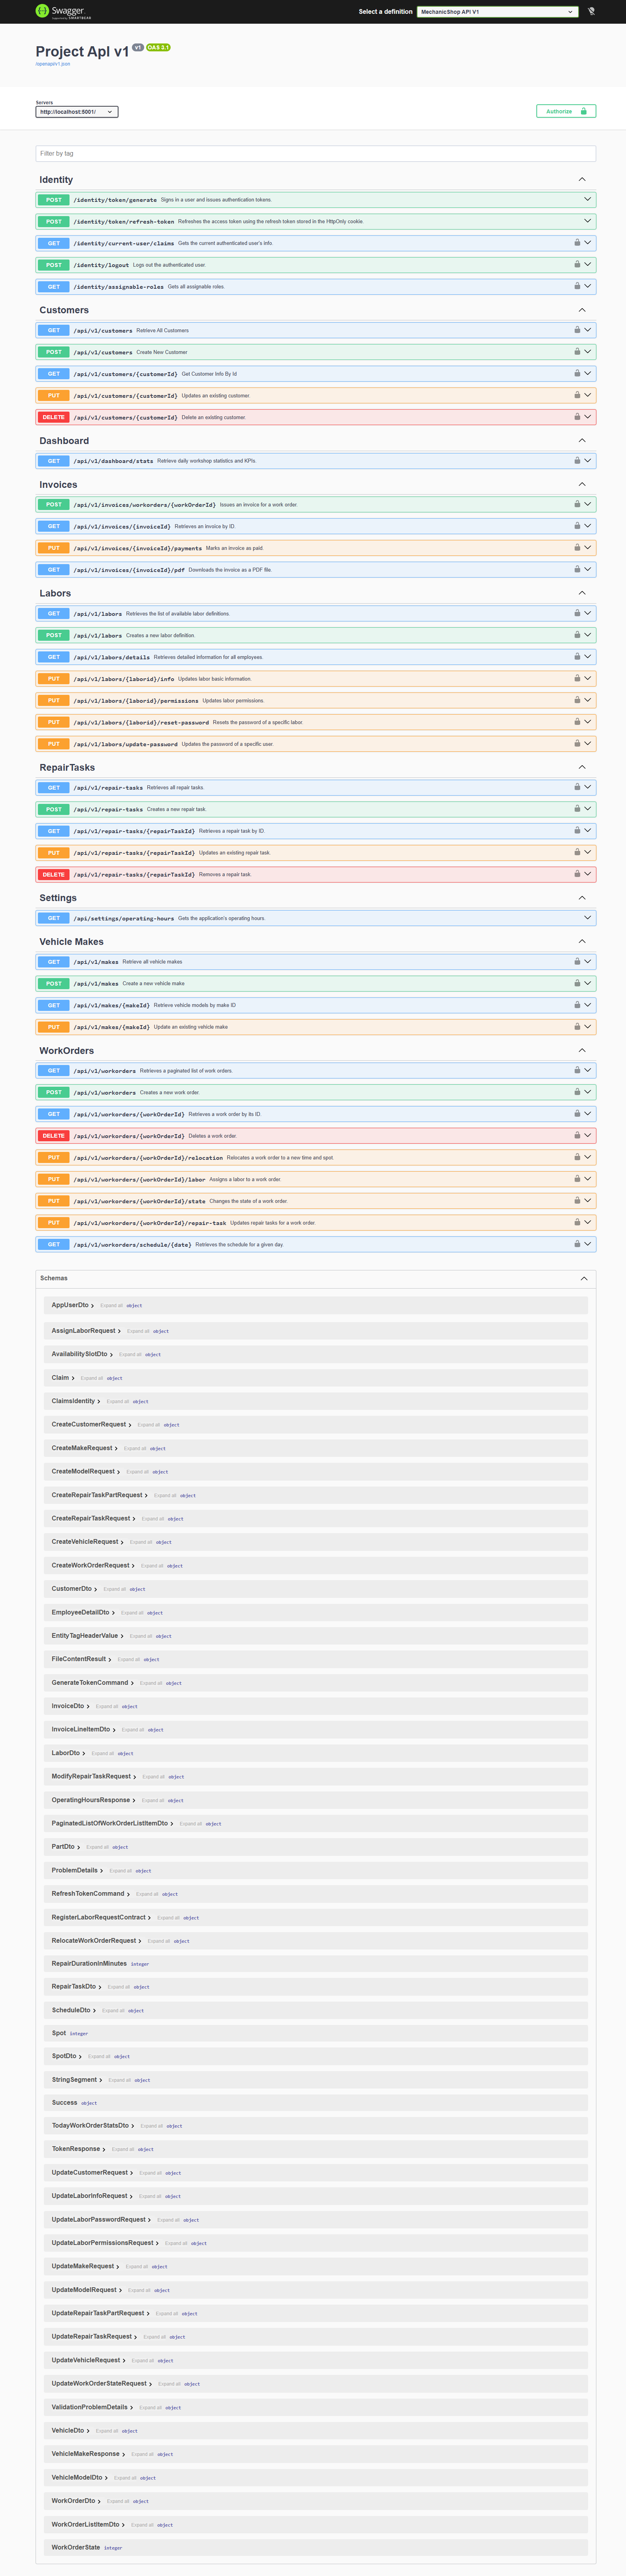 Swagger.
Supported by SMARTBEAR
Select a definition
MechanicShop API V1
Project Api v1
v1
OAS 3.1
/openapi/v1.json
Servers
http://localhost:5001/
Authorize
Filter by tag
Identity
POST /identity/token/generate Signs in a user and issues authentication tokens.
POST /identity/token/refresh-token Refreshes the access token using the refresh token stored in the HttpOnly cookie.
GET /identity/current-user/claims Gets the current authenticated user's info.
POST /identity/logout Logs out the authenticated user.
GET /identity/assignable-roles Gets all assignable roles.
Customers
GET /api/v1/customers Retrieve All Customers
POST /api/v1/customers Create New Customer
GET /api/v1/customers/{customerId} Get Customer Info By Id
PUT /api/v1/customers/{customerId} Updates an existing customer.
DELETE /api/v1/customers/{customerId} Delete an existing customer.
Dashboard
GET /api/v1/dashboard/stats Retrieve daily workshop statistics and KPIs.
Invoices
POST /api/v1/invoices/workorders/{workOrderId} Issues an invoice for a work order.
GET /api/v1/invoices/{invoiceId} Retrieves an invoice by ID.
PUT /api/v1/invoices/{invoiceId}/payments Marks an invoice as paid.
GET /api/v1/invoices/{invoiceId}/pdf Downloads the invoice as a PDF file.
Labors
GET /api/v1/labors Retrieves the list of available labor definitions.
POST /api/v1/labors Creates a new labor definition.
GET /api/v1/labors/details Retrieves detailed information for all employees.
PUT /api/v1/labors/{laborid}/info Updates labor basic information.
PUT /api/v1/labors/{laborid}/permissions Updates labor permissions.
PUT /api/v1/labors/{laborid}/reset-password Resets the password of a specific labor.
PUT /api/v1/labors/update-password Updates the password of a specific user.
RepairTasks
GET /api/v1/repair-tasks Retrieves all repair tasks.
POST /api/v1/repair-tasks Creates a new repair task.
GET /api/v1/repair-tasks/{repairTaskId} Retrieves a repair task by ID.
PUT /api/v1/repair-tasks/{repairTaskId} Updates an existing repair task.
DELETE /api/v1/repair-tasks/{repairTaskId} Removes a repair task.
Settings
GET /api/settings/operating-hours Gets the application's operating hours.
Vehicle Makes
GET /api/v1/makes Retrieve all vehicle makes
POST /api/v1/makes Create a new vehicle make
GET /api/v1/makes/{makeId} Retrieve vehicle models by make ID
PUT /api/v1/makes/{makeId} Update an existing vehicle make
WorkOrders
GET /api/v1/workorders Retrieves a paginated list of work orders.
POST /api/v1/workorders Creates a new work order.
GET /api/v1/workorders/{workOrderId} Retrieves a work order by its ID.
DELETE /api/v1/workorders/{workOrderId} Deletes a work order.
PUT /api/v1/workorders/{workOrderId}/relocation Relocates a work order to a new time and spot.
PUT /api/v1/workorders/{workOrderId}/labor Assigns a labor to a work order.
PUT /api/v1/workorders/{workOrderId}/state Changes the state of a work order.
PUT /api/v1/workorders/{workOrderId}/repair-task Updates repair tasks for a work order.
GET /api/v1/workorders/schedule/{date} Retrieves the schedule for a given day.
Schemas
AppUserDto Expand all object
AssignLaborRequest Expand all object
AvailabilitySlotDto Expand all object
Claim Expand all object
ClaimsIdentity Expand all object
CreateCustomerRequest Expand all object
CreateMakeRequest Expand all object
CreateModelRequest Expand all object
CreateRepairTaskPartRequest Expand all object
CreateRepairTaskRequest Expand all object
CreateVehicleRequest Expand all object
CreateWorkOrderRequest Expand all object
CustomerDto Expand all object
EmployeeDetailDto Expand all object
EntityTagHeaderValue Expand all object
FileContentResult Expand all object
GenerateTokenCommand Expand all object
InvoiceDto Expand all object
InvoiceLineItemDto Expand all object
LaborDto Expand all object
ModifyRepairTaskRequest Expand all object
OperatingHoursResponse Expand all object
PaginatedListOfWorkOrderListItemDto Expand all object
PartDto Expand all object
ProblemDetails Expand all object
RefreshTokenCommand Expand all object
RegisterLaborRequestContract Expand all object
RelocateWorkOrderRequest Expand all object
RepairDurationInMinutes integer
RepairTaskDto Expand all object
ScheduleDto Expand all object
Spot integer
SpotDto Expand all object
StringSegment Expand all object
Success object
TodayWorkOrderStatsDto Expand all object
TokenResponse Expand all object
UpdateCustomerRequest Expand all object
UpdateLaborInfoRequest Expand all object
UpdateLaborPasswordRequest Expand all object
UpdateLaborPermissionsRequest Expand all object
UpdateMakeRequest Expand all object
UpdateModelRequest Expand all object
UpdateRepairTaskPartRequest Expand all object
UpdateRepairTaskRequest Expand all object
UpdateVehicleRequest Expand all object
UpdateWorkOrderStateRequest Expand all object
ValidationProblemDetails Expand all object
VehicleDto Expand all object
VehicleMakeResponse Expand all object
VehicleModelDto Expand all object
WorkOrderDto Expand all object
WorkOrderListItemDto Expand all object
WorkOrderState integer